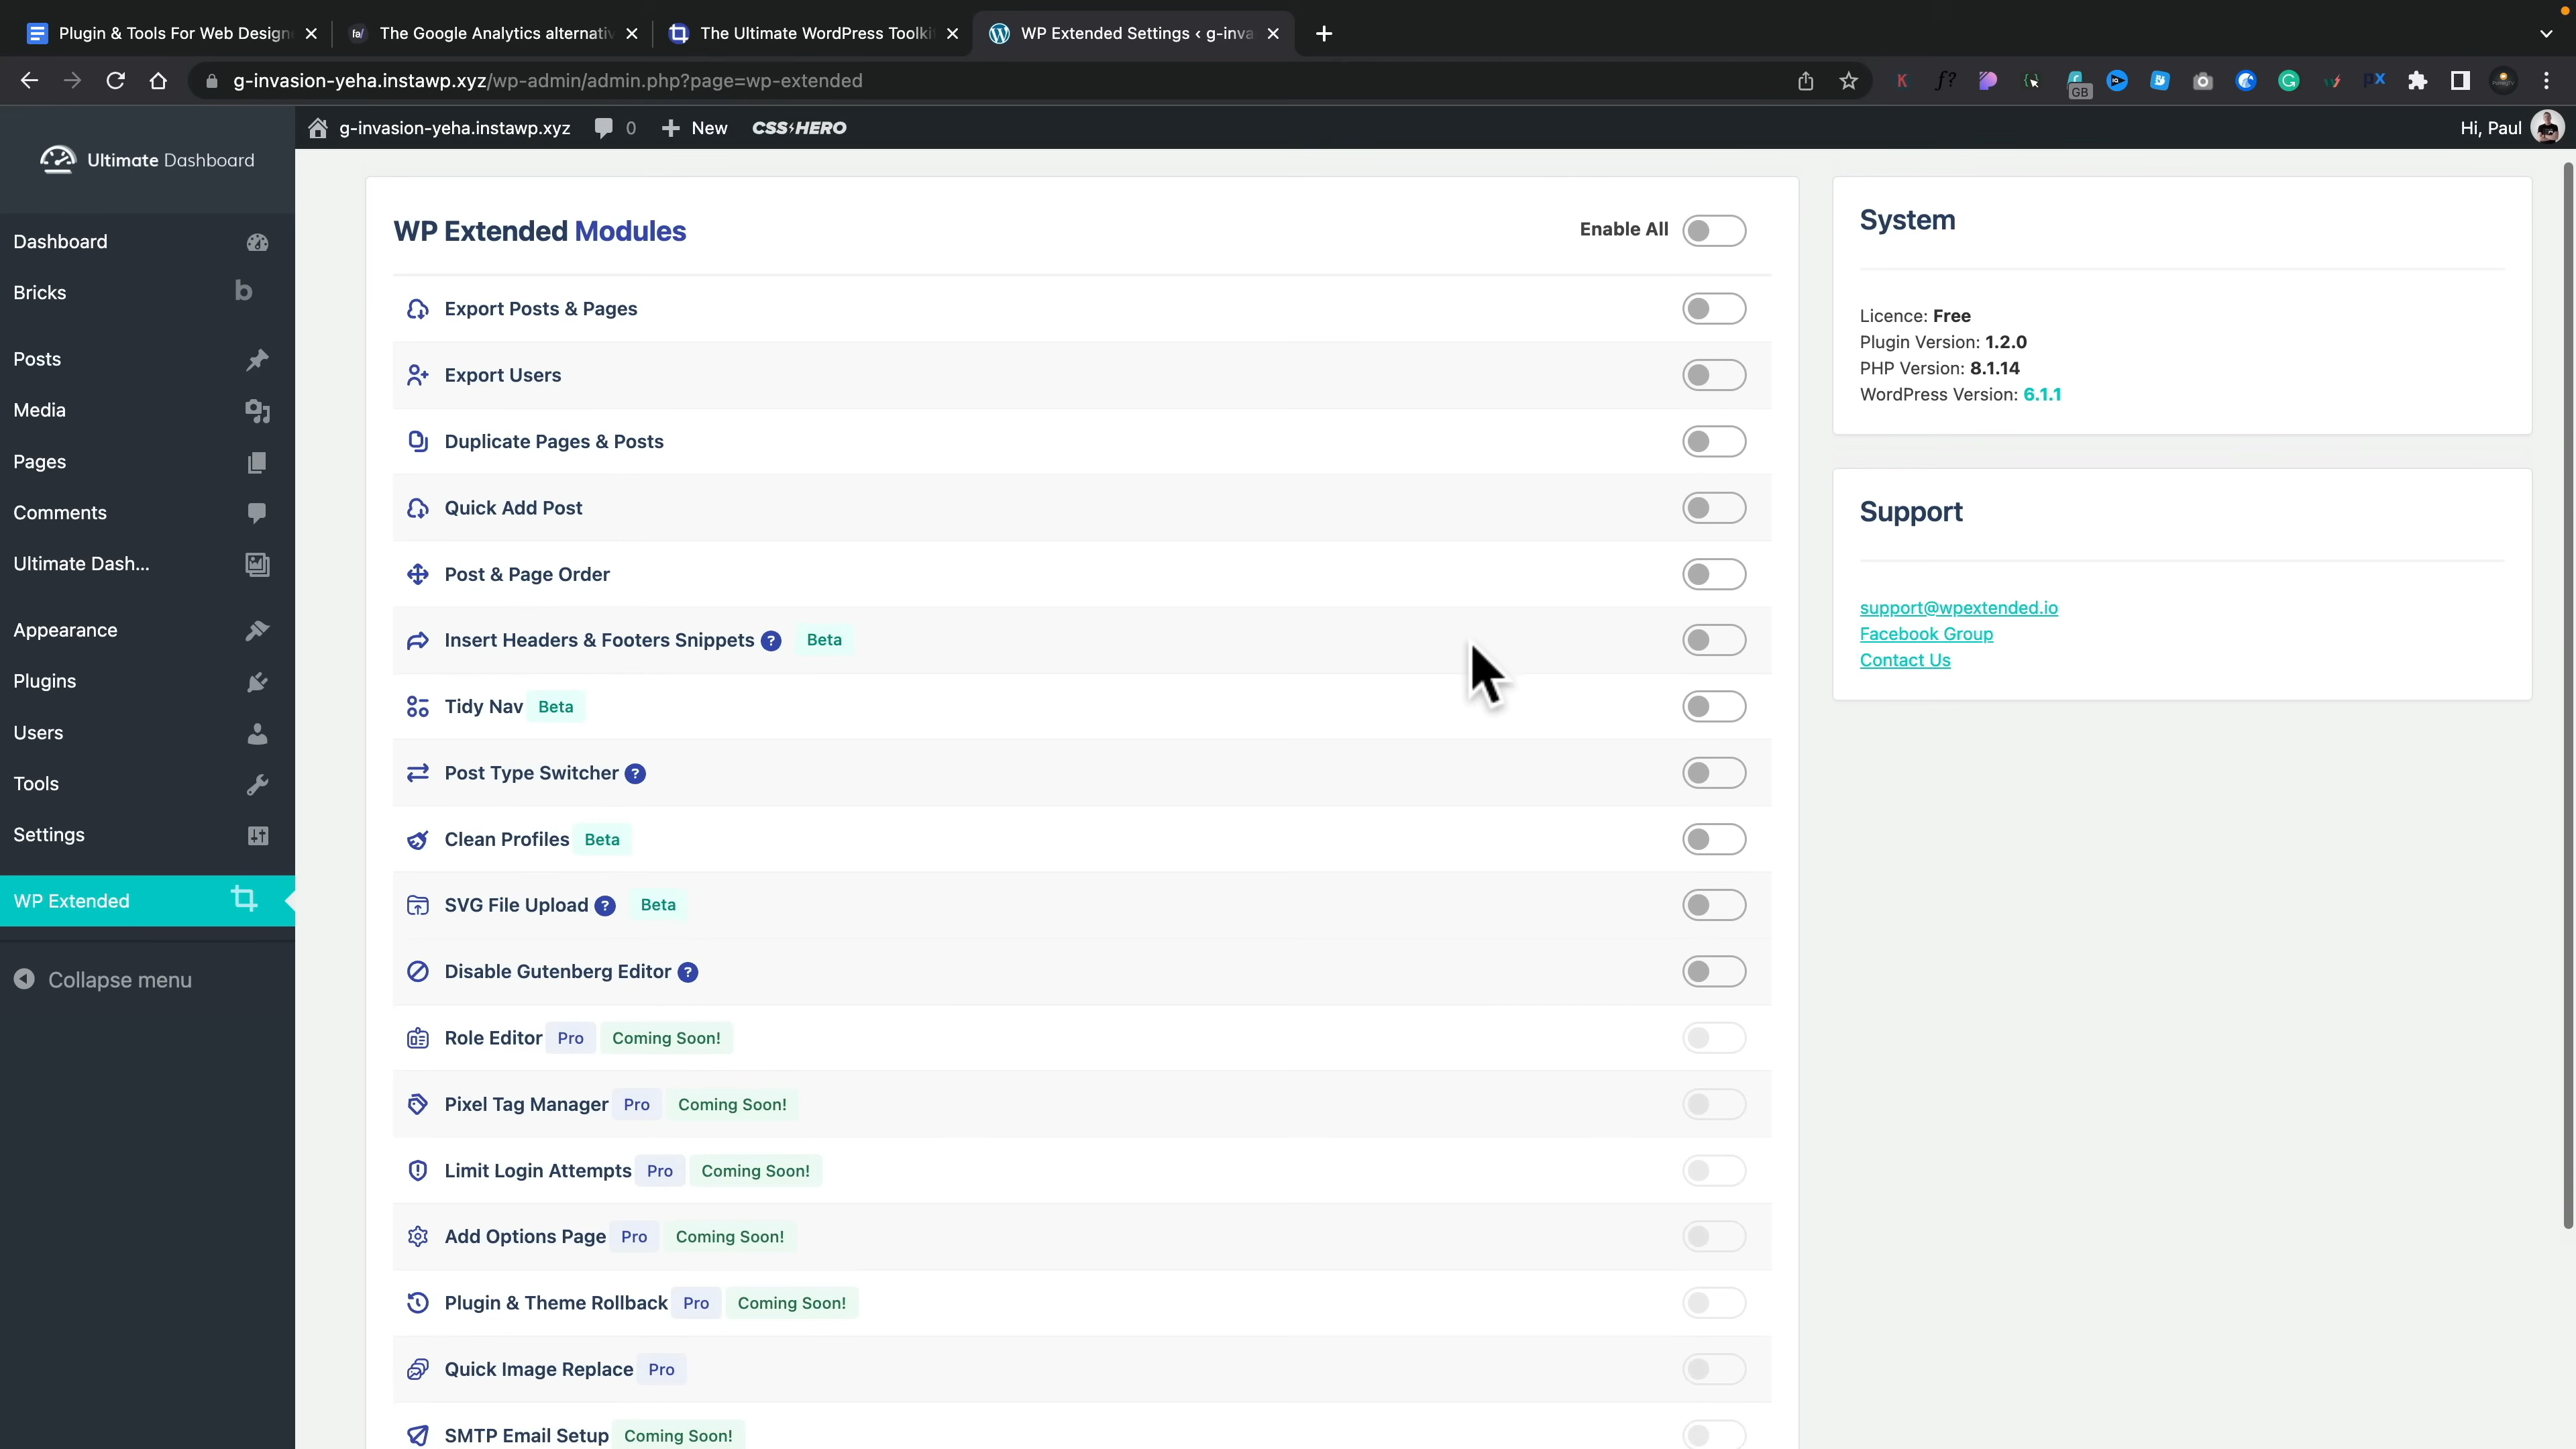 Plugin & Tools For Web Design
The Google Analytics alternativ
The Ultimate WordPress Toolki
WP Extended Settings ‹ g-inva
g-invasion-yeha.instawp.xyz/wp-admin/admin.php?page=wp-extended
GB
g-invasion-yeha.instawp.xyz
0
New
CSS HERO
Hi, Paul
Ultimate Dashboard
Dashboard
Bricks
Posts
Media
Pages
Comments
Ultimate Dash...
Appearance
Plugins
Users
Tools
Settings
WP Extended
Collapse menu
WP Extended Modules
Enable All
Export Posts & Pages
Export Users
Duplicate Pages & Posts
Quick Add Post
Post & Page Order
Insert Headers & Footers Snippets ? Beta
Tidy Nav Beta
Post Type Switcher ?
Clean Profiles Beta
SVG File Upload ? Beta
Disable Gutenberg Editor ?
Role Editor Pro Coming Soon!
Pixel Tag Manager Pro Coming Soon!
Limit Login Attempts Pro Coming Soon!
Add Options Page Pro Coming Soon!
Plugin & Theme Rollback Pro Coming Soon!
Quick Image Replace Pro
SMTP Email Setup Coming Soon!
System
Licence: Free
Plugin Version: 1.2.0
PHP Version: 8.1.14
WordPress Version: 6.1.1
Support
support@wpextended.io
Facebook Group
Contact Us